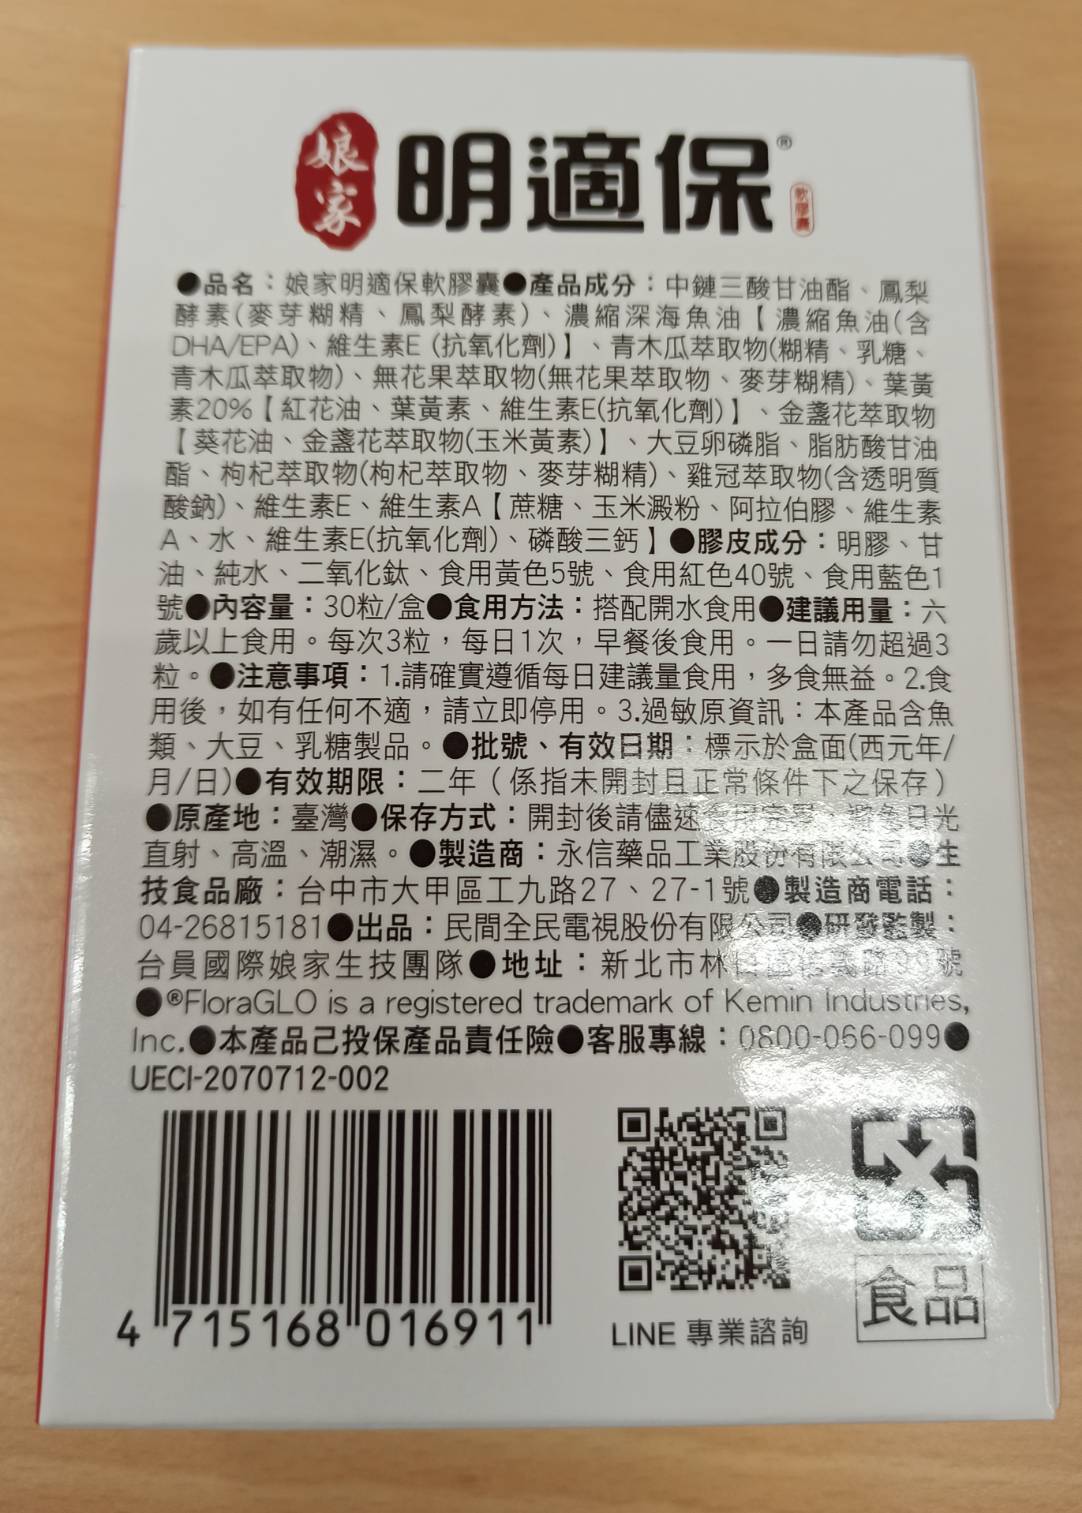 娘家 明適保® 軟膠囊
●品名：娘家明適保軟膠囊●產品成分：中鏈三酸甘油酯、鳳梨
酵素(麥芽糊精、鳳梨酵素)、濃縮深海魚油【濃縮魚油(含
DHA/EPA)、維生素E (抗氧化劑)】、青木瓜萃取物(糊精、乳糖、
青木瓜萃取物)、無花果萃取物(無花果萃取物、麥芽糊精)、葉黃
素20%【紅花油、葉黃素、維生素E(抗氧化劑)】、金盞花萃取物
【葵花油、金盞花萃取物(玉米黃素)】、大豆卵磷脂、脂肪酸甘油
酯、枸杞萃取物(枸杞萃取物、麥芽糊精)、雞冠萃取物(含透明質
酸鈉)、維生素E、維生素A【蔗糖、玉米澱粉、阿拉伯膠、維生素
A、水、維生素E(抗氧化劑)、磷酸三鈣】●膠皮成分：明膠、甘
油、純水、二氧化鈦、食用黃色5號、食用紅色40號、食用藍色1
號●內容量：30粒/盒●食用方法：搭配開水食用●建議用量：六
歲以上食用。每次3粒，每日1次，早餐後食用。一日請勿超過3
粒。●注意事項：1.請確實遵循每日建議量食用，多食無益。2.食
用後，如有任何不適，請立即停用。3.過敏原資訊：本產品含魚
類、大豆、乳糖製品。●批號、有效日期：標示於盒面(西元年/
月/日)●有效期限：二年（係指未開封且正常條件下之保存）
●原產地：臺灣●保存方式：開封後請儘速食用完畢、避免日光
直射、高溫、潮濕。●製造商：永信藥品工業股份有限公司●生
技食品廠：台中市大甲區工九路27、27-1號●製造商電話：
04-26815181●出品：民間全民電視股份有限公司●研發監製：
台員國際娘家生技團隊●地址：新北市林口區信義路99號
●®FloraGLO is a registered trademark of Kemin Industries,
Inc.●本產品己投保產品責任險●客服專線：0800-066-099●
UECI-2070712-002
4 715168 016911
LINE 專業諮詢
食品